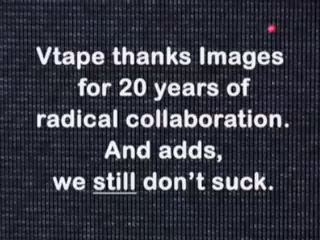 Vtape thanks Images
for 20 years of
radical collaboration.
And adds,
we still don't suck.